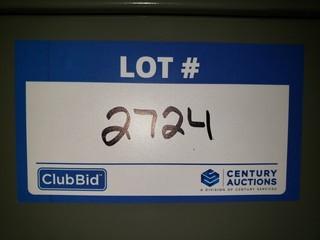 LOT #
2724
ClubBid
CENTURY
AUCTIONS
A DIVISION OF CENTURY SERVICES